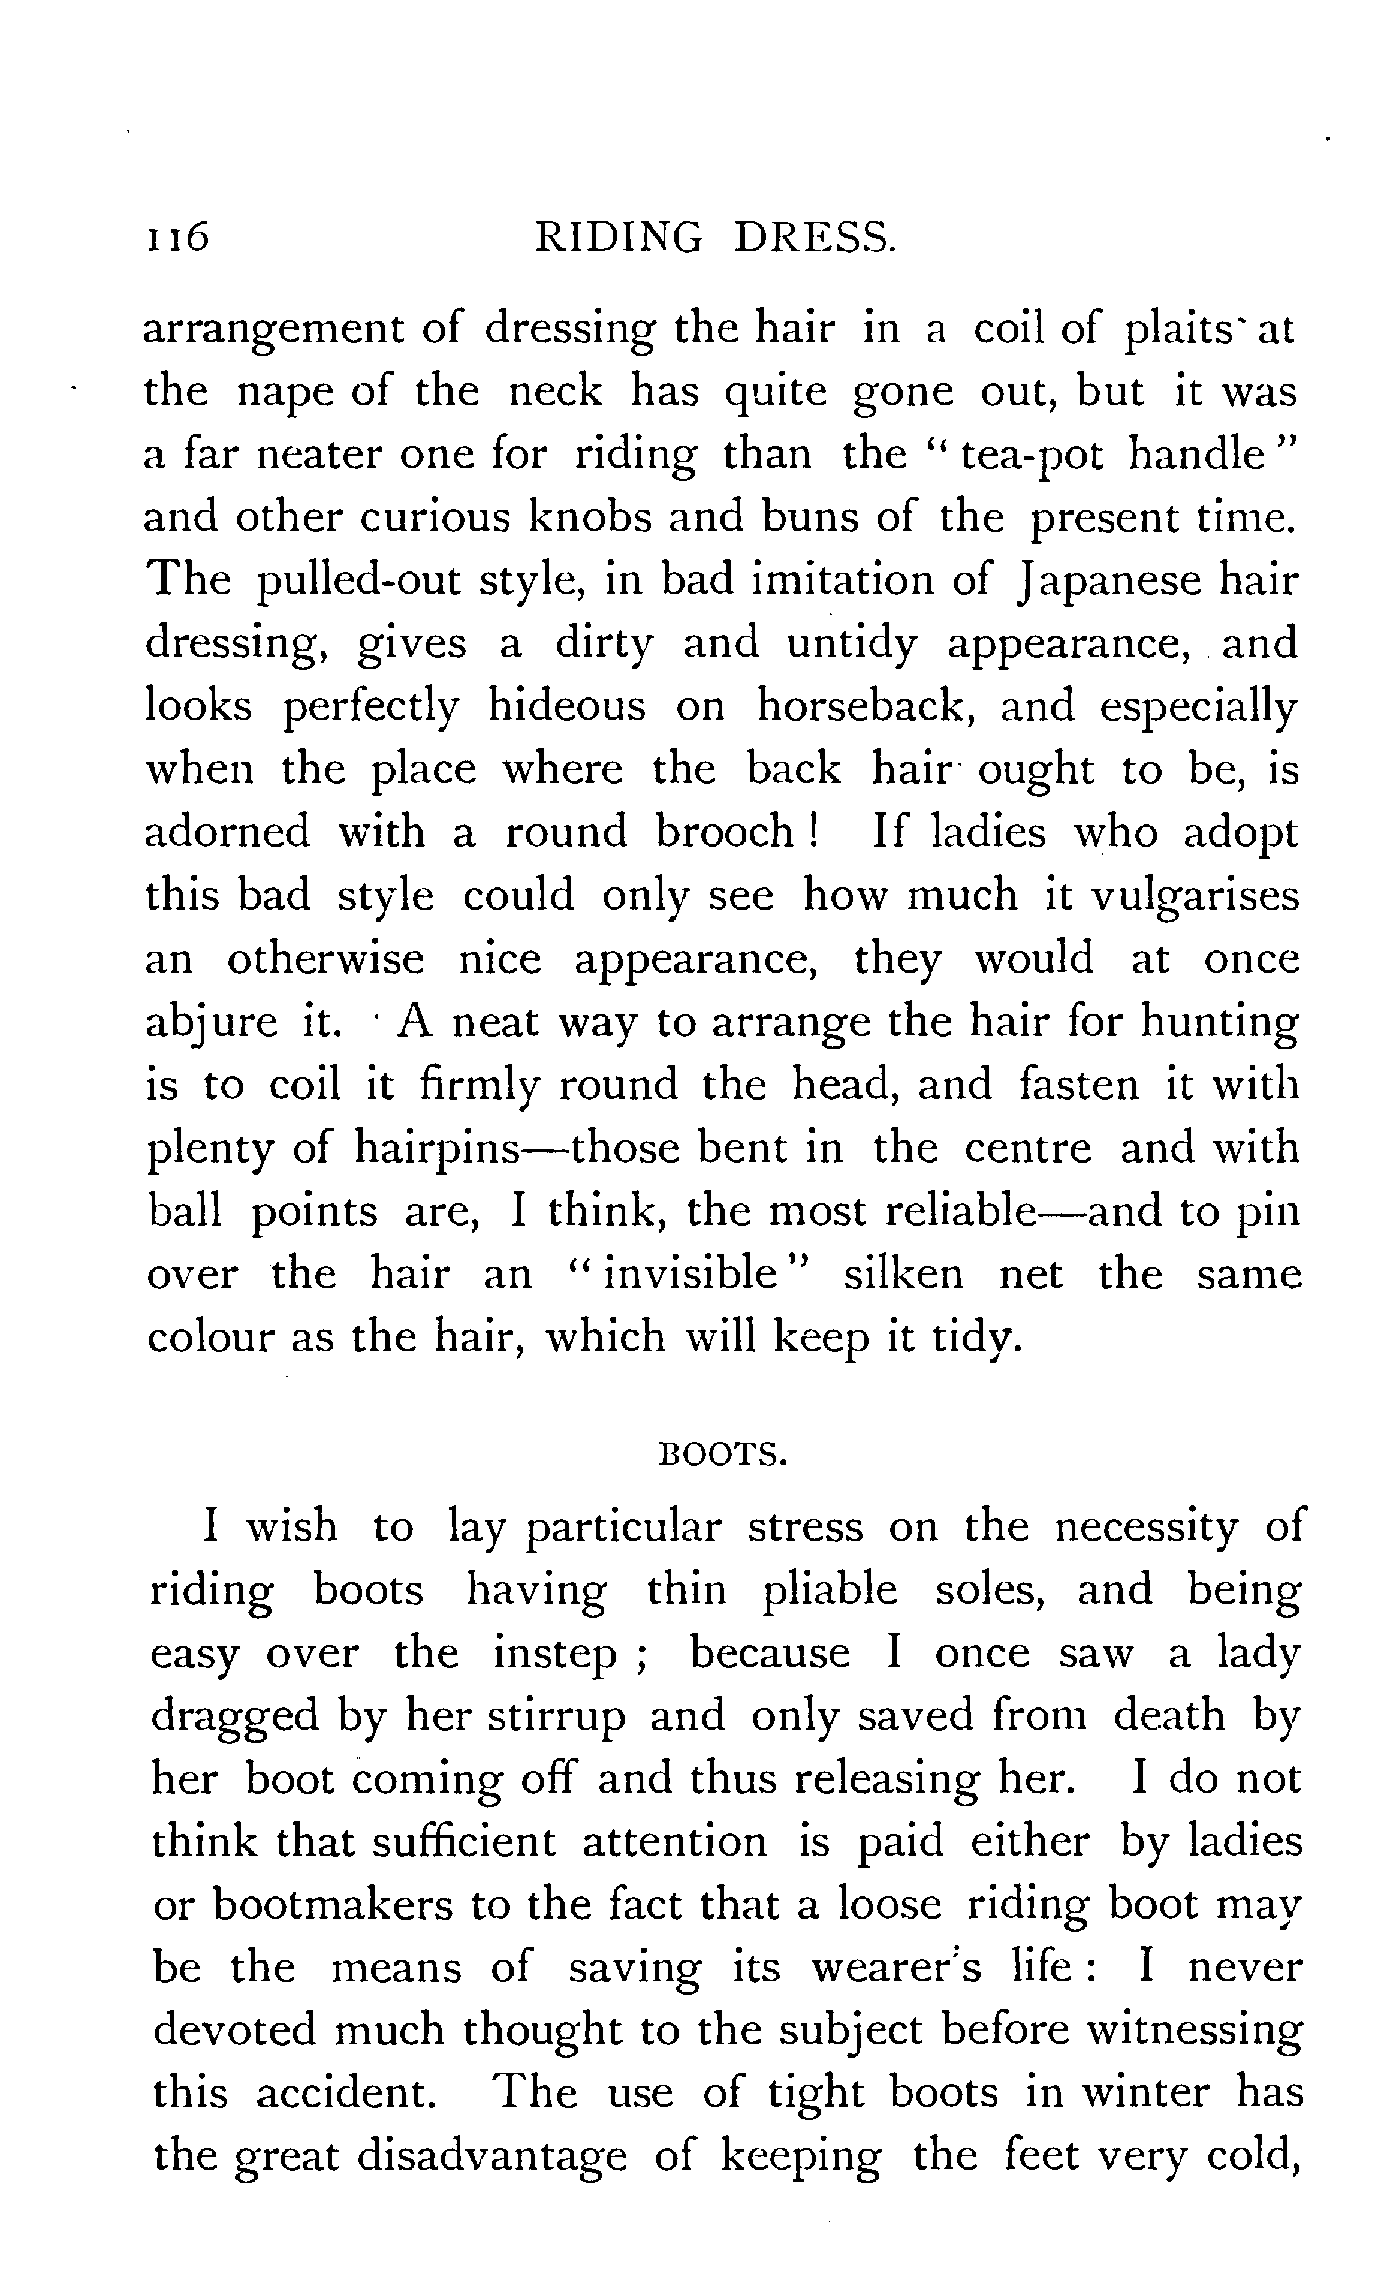 116 RIDING DRESS.
arrangement of dressing the hair in a coil of plaits at
the nape of the neck has quite gone out, but it was
a far neater one for riding than the “ tea-pot handle ”
and other curious knobs and buns of the present time.
The pulled-out style, in bad imitation of Japanese hair
dressing, gives a dirty and untidy appearance, and
looks perfectly hideous on horseback, and especially
when the place where the back hair ought to be, is
adorned with a round brooch ! If ladies who adopt
this bad style could only see how much it vulgarises
an otherwise nice appearance, they would at once
abjure it. A neat way to arrange the hair for hunting
is to coil it firmly round the head, and fasten it with
plenty of hairpins—those bent in the centre and with
ball points are, I think, the most reliable—and to pin
over the hair an “ invisible ” silken net the same
colour as the hair, which will keep it tidy.
BOOTS.
I wish to lay particular stress on the necessity of
riding boots having thin pliable soles, and being
easy over the instep ; because I once saw a lady
dragged by her stirrup and only saved from death by
her boot coming off and thus releasing her. I do not
think that sufficient attention is paid either by ladies
or bootmakers to the fact that a loose riding boot may
be the means of saving its wearer’s life : I never
devoted much thought to the subject before witnessing
this accident. The use of tight boots in winter has
the great disadvantage of keeping the feet very cold,